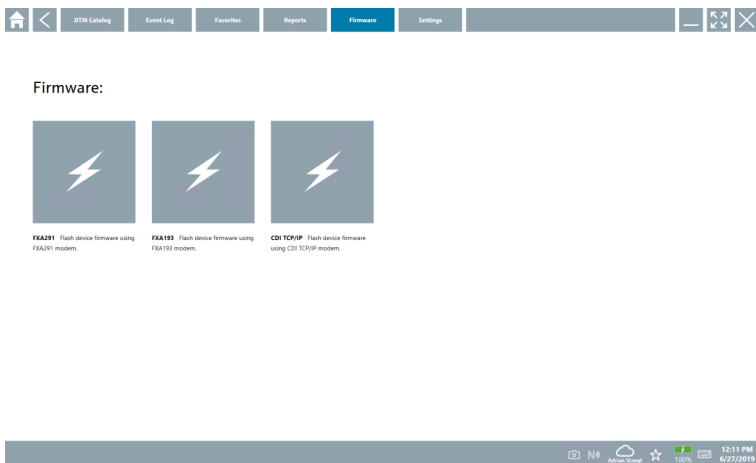 DTM Catalog
Event Log
Favorites
Reports
Firmware
Settings
Firmware:
FXA291 Flash device firmware using
FXA291 modem.
FXA193 Flash device firmware using
FXA193 modem.
CDI TCP/IP Flash device firmware
using CDI TCP/IP modem.
Adrian Stampf
100%
12:11 PM
6/27/2019